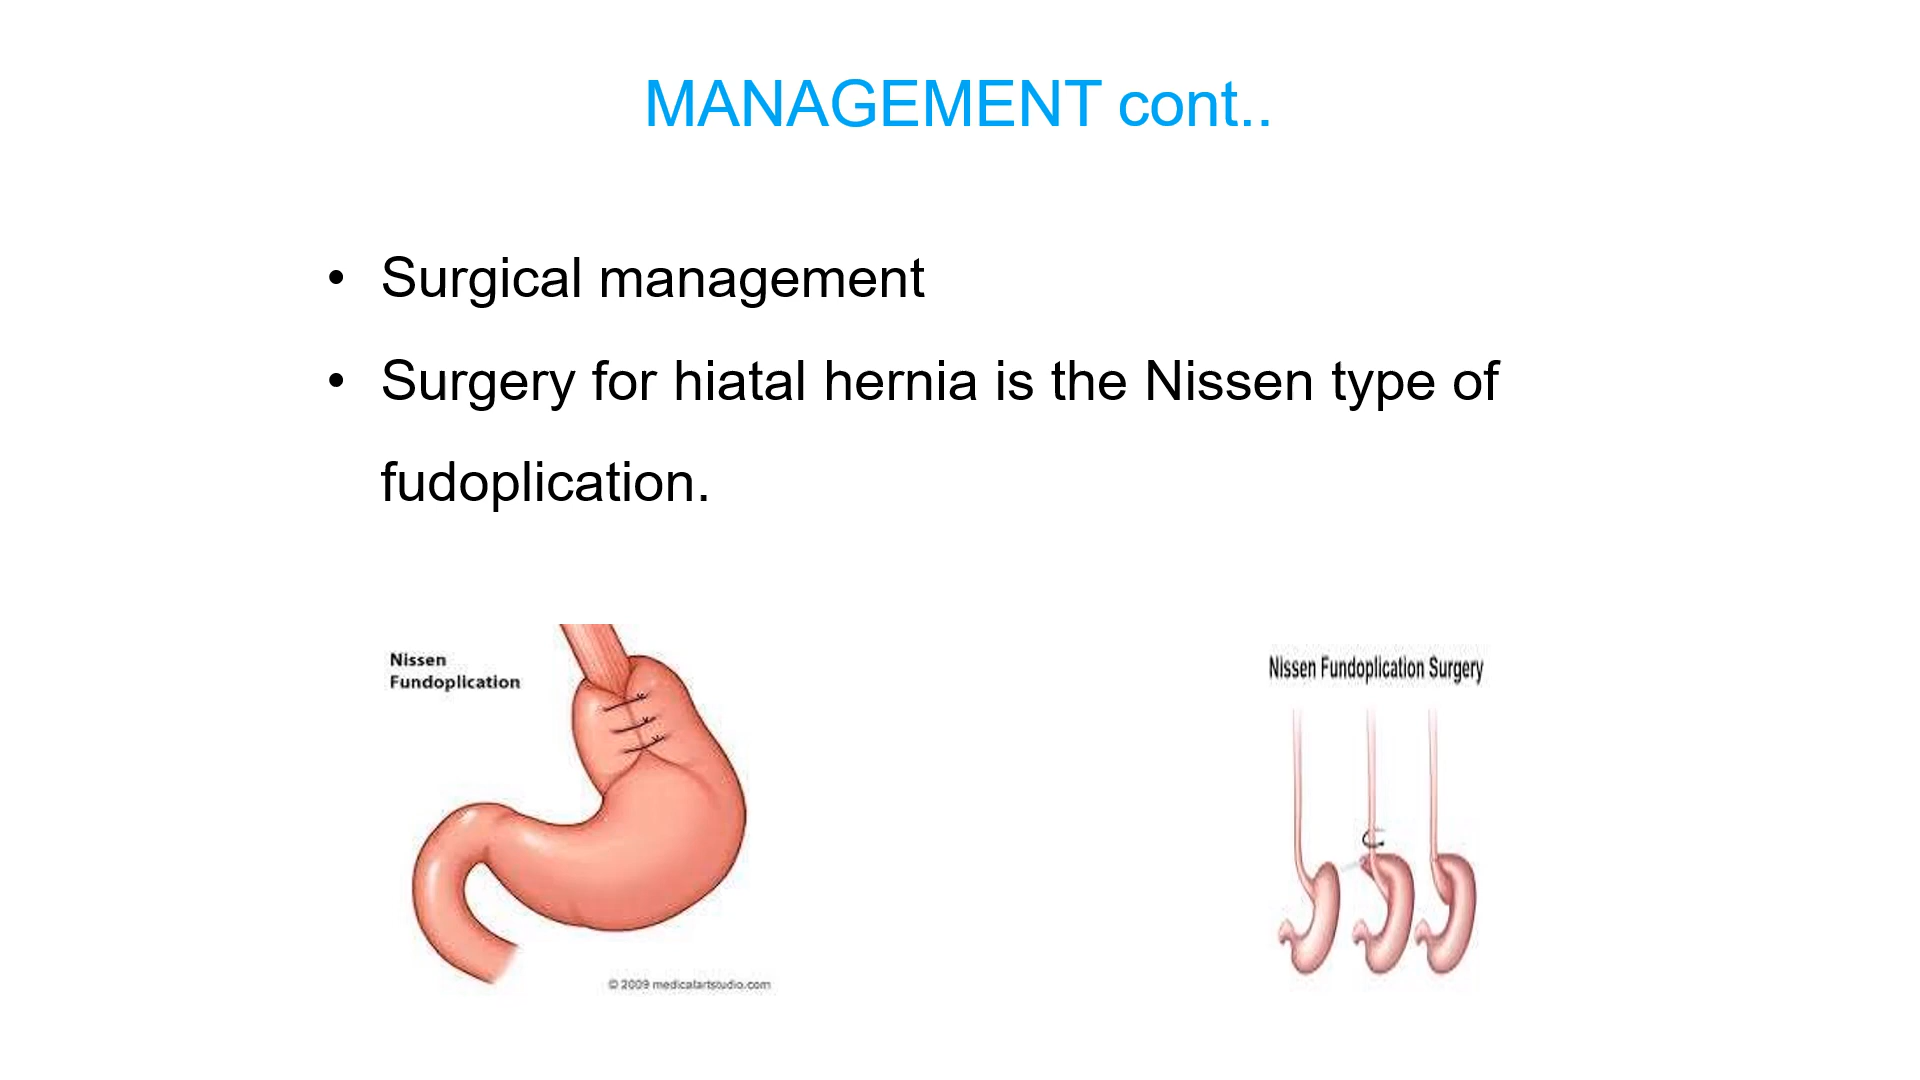 MANAGEMENT cont..
• Surgical management
• Surgery for hiatal hernia is the Nissen type of
fudoplication.
Nissen
Fundoplication
© 2009 medicalartstudio.com
Nissen Fundoplication Surgery